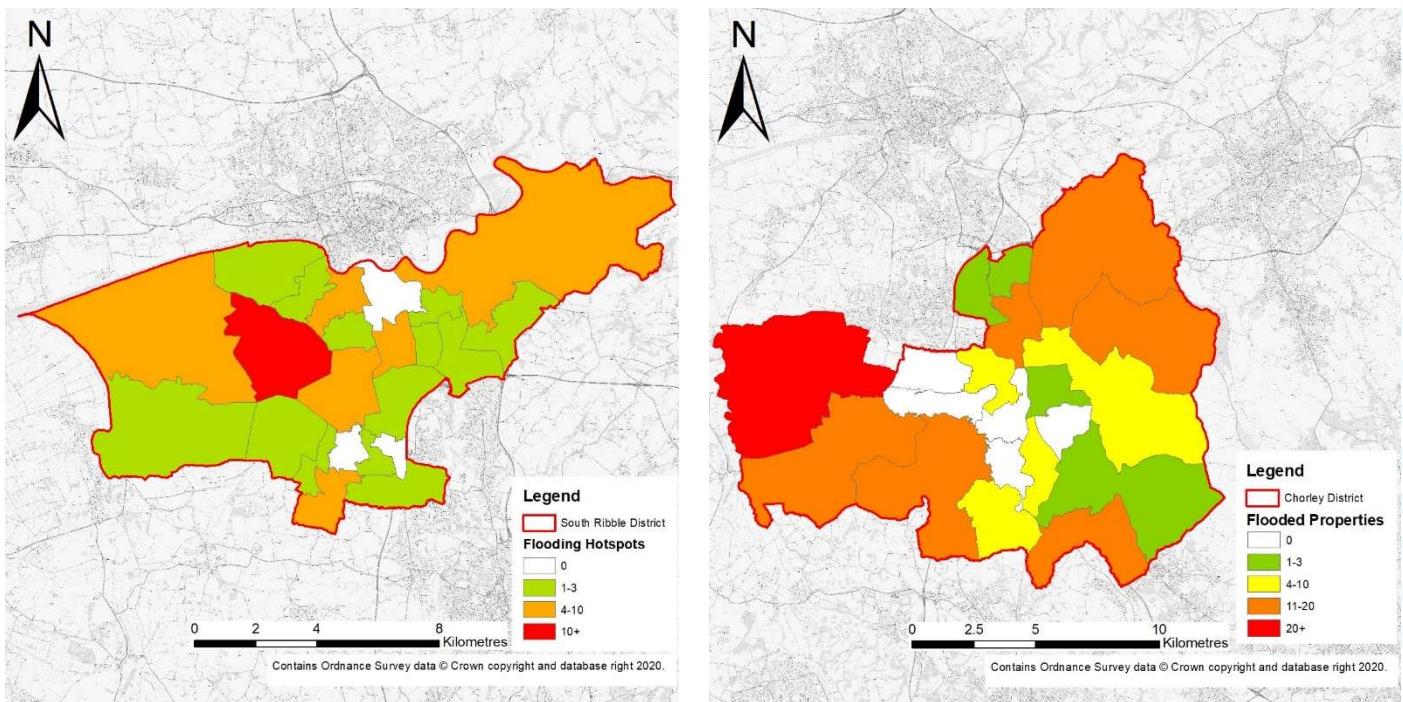 N
Legend
South Ribble District
Flooding Hotspots
0
1-3
4-10
10+
0 2 4 8
Kilometres
Contains Ordnance Survey data © Crown copyright and database right 2020.
N
Legend
Chorley District
Flooded Properties
0
1-3
4-10
11-20
20+
0 2.5 5 10
Kilometres
Contains Ordnance Survey data © Crown copyright and database right 2020.